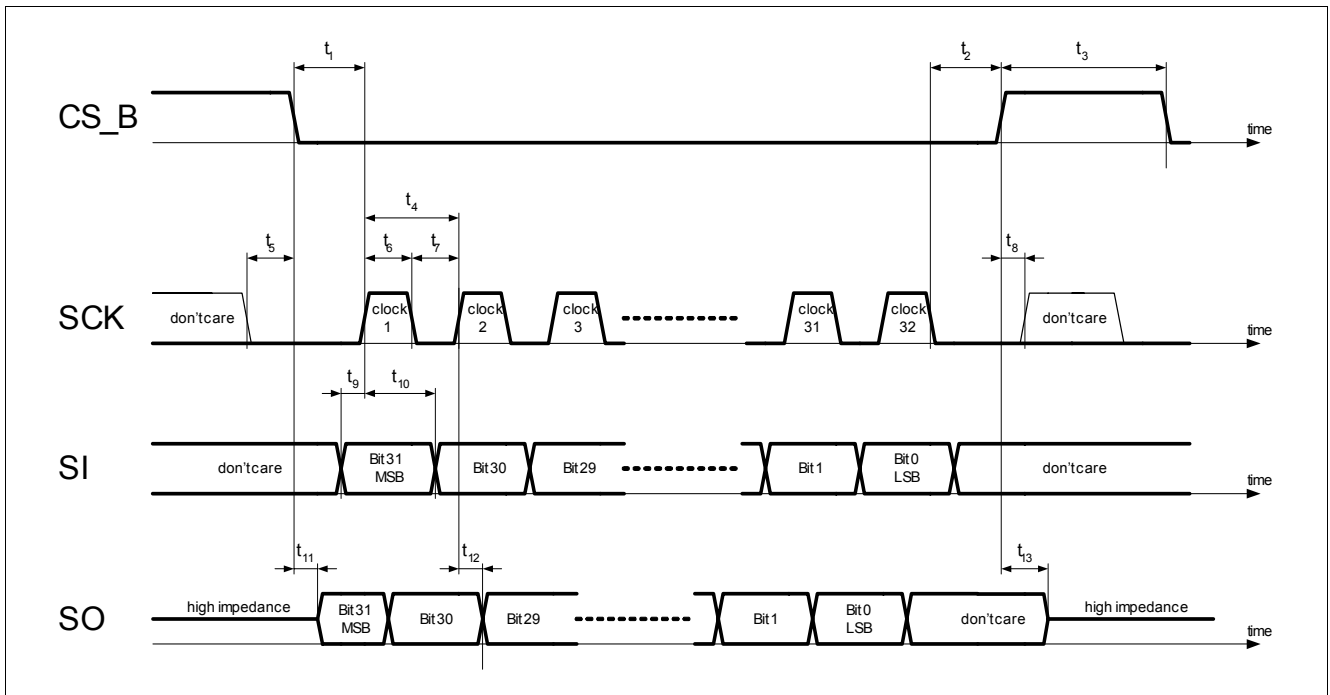 t1 t2 t3
CS_B
time
t4
t5 t6 t7 t8
SCK
don'tcare
clock
1
clock
2
clock
3
clock
31
clock
32
don'tcare
time
t9 t10
SI
don'tcare
Bit31
MSB
Bit30
Bit29
Bit1
Bit0
LSB
don'tcare
time
t11 t12 t13
SO
high impedance
Bit31
MSB
Bit30
Bit29
Bit1
Bit0
LSB
don'tcare
high impedance
time